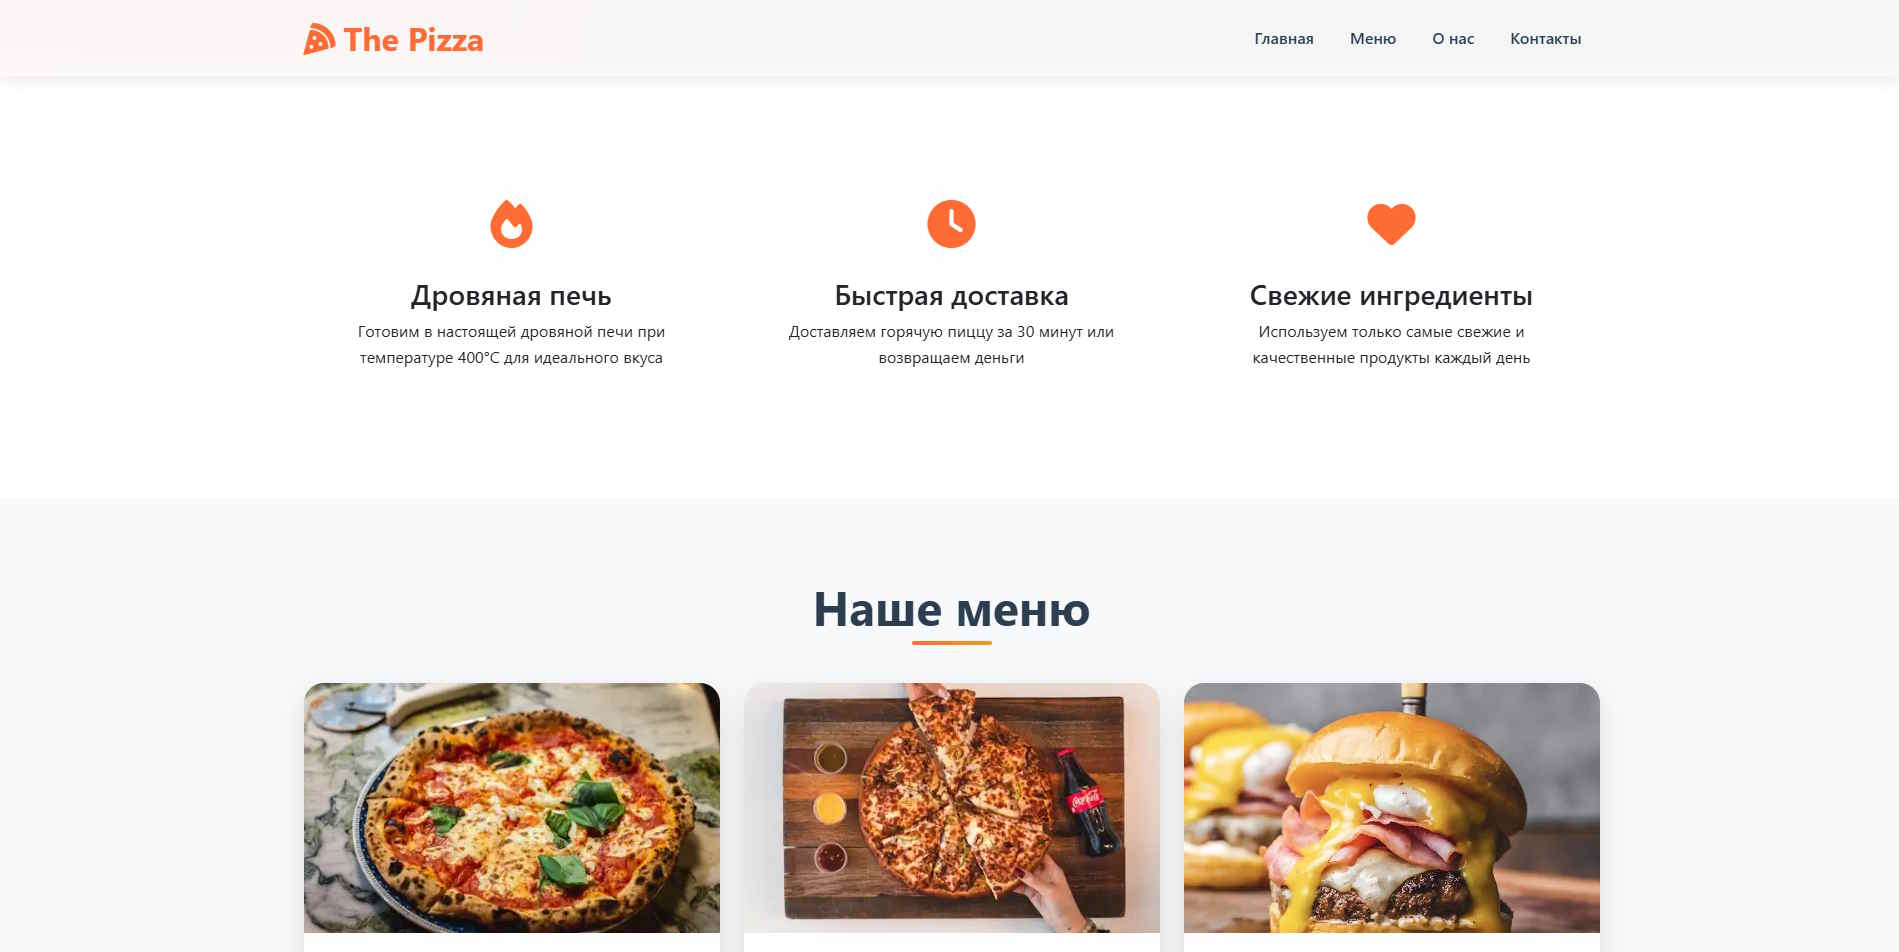 The Pizza
Главная Меню О нас Контакты
Дровяная печь
Готовим в настоящей дровяной печи при
температуре 400°C для идеального вкуса
Быстрая доставка
Доставляем горячую пиццу за 30 минут или
возвращаем деньги
Свежие ингредиенты
Используем только самые свежие и
качественные продукты каждый день
Наше меню
Coca-Cola